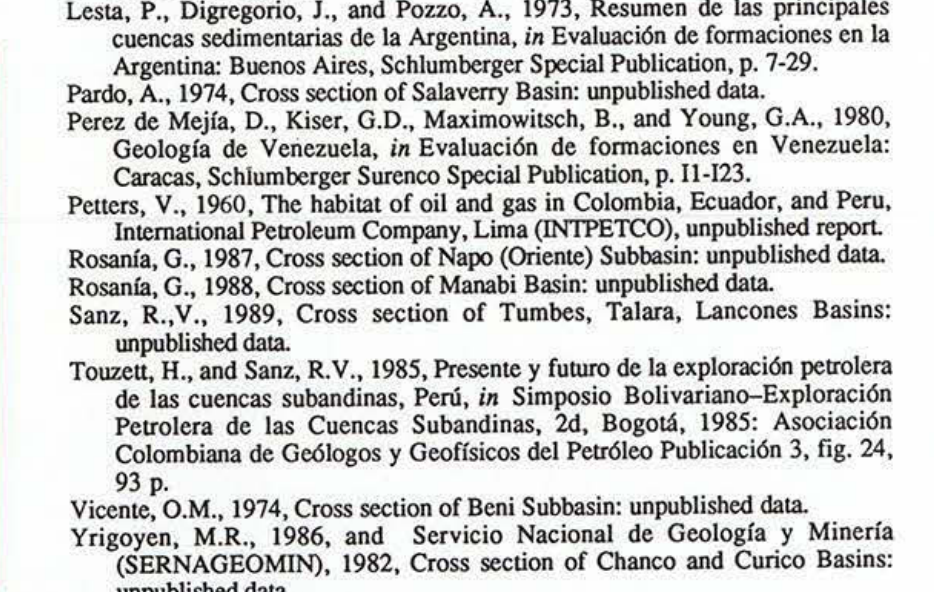 Lesta, P., Digregorio, J., and Pozzo, A., 1973, Resumen de las principales
cuencas sedimentarias de la Argentina, in Evaluación de formaciones en la
Argentina: Buenos Aires, Schlumberger Special Publication, p. 7-29.
Pardo, A., 1974, Cross section of Salaverry Basin: unpublished data.
Perez de Mejía, D., Kiser, G.D., Maximowitsch, B., and Young, G.A., 1980,
Geología de Venezuela, in Evaluación de formaciones en Venezuela:
Caracas, Schlumberger Surenco Special Publication, p. I1-I23.
Petters, V., 1960, The habitat of oil and gas in Colombia, Ecuador, and Peru,
International Petroleum Company, Lima (INTPETCO), unpublished report.
Rosanía, G., 1987, Cross section of Napo (Oriente) Subbasin: unpublished data.
Rosanía, G., 1988, Cross section of Manabi Basin: unpublished data.
Sanz, R.,V., 1989, Cross section of Tumbes, Talara, Lancones Basins:
unpublished data.
Touzett, H., and Sanz, R.V., 1985, Presente y futuro de la exploración petrolera
de las cuencas subandinas, Perú, in Simposio Bolivariano–Exploración
Petrolera de las Cuencas Subandinas, 2d, Bogotá, 1985: Asociación
Colombiana de Geólogos y Geofísicos del Petróleo Publicación 3, fig. 24,
93 p.
Vicente, O.M., 1974, Cross section of Beni Subbasin: unpublished data.
Yrigoyen, M.R., 1986, and Servicio Nacional de Geología y Minería
(SERNAGEOMIN), 1982, Cross section of Chanco and Curico Basins:
unpublished data